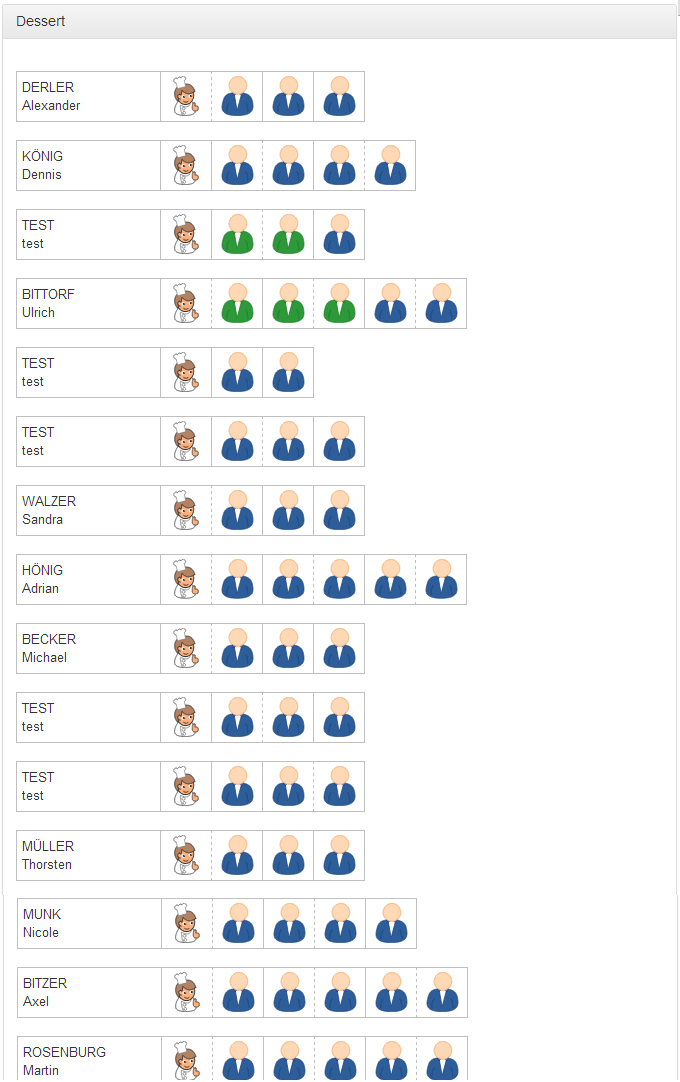 Dessert
DERLER
Alexander
KÖNIG
Dennis
TEST
test
BITTORF
Ulrich
TEST
test
TEST
test
WALZER
Sandra
HÖNIG
Adrian
BECKER
Michael
TEST
test
TEST
test
MÜLLER
Thorsten
MUNK
Nicole
BITZER
Axel
ROSENBURG
Martin